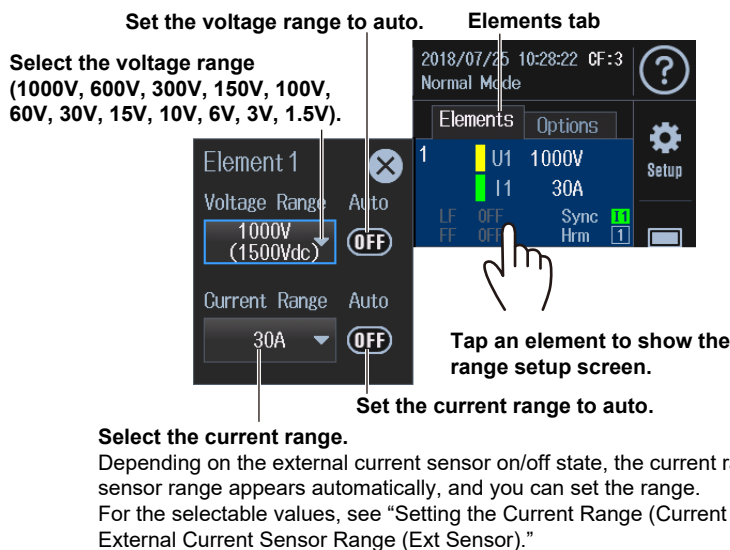 Set the voltage range to auto.
Elements tab
Select the voltage range
(1000V, 600V, 300V, 150V, 100V,
60V, 30V, 15V, 10V, 6V, 3V, 1.5V).
2018/07/25 10:28:22 CF:3
Normal Mode
?
Elements Options
1 U1 1000V
I1 30A
LF OFF Sync I1
FF OFF Hrm 1
Setup
Element 1
Voltage Range Auto
1000V
(1500Vdc)
OFF
Current Range Auto
30A OFF
Tap an element to show the
range setup screen.
Set the current range to auto.
Select the current range.
Depending on the external current sensor on/off state, the current
sensor range appears automatically, and you can set the range.
For the selectable values, see “Setting the Current Range (Current
External Current Sensor Range (Ext Sensor).”